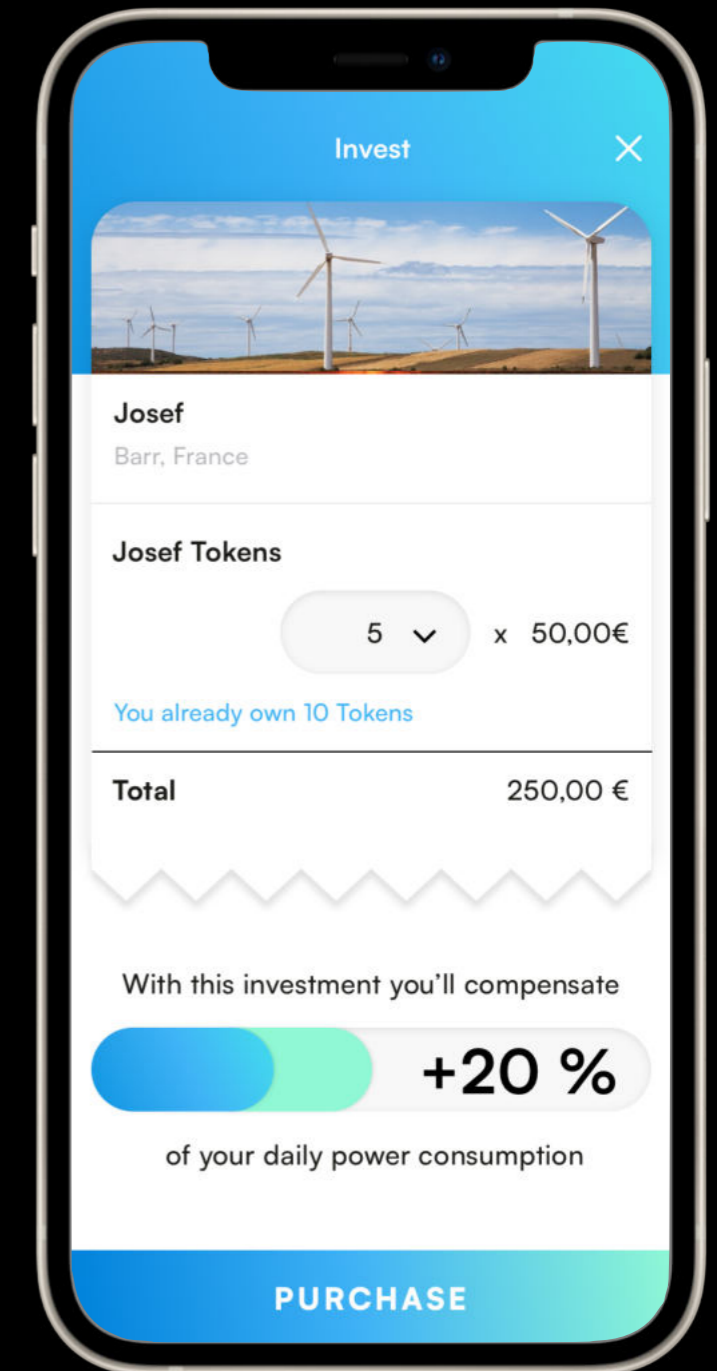 Invest
Josef
Barr, France
Josef Tokens
5 x 50,00€
You already own 10 Tokens
Total 250,00 €
With this investment you’ll compensate
+20 %
of your daily power consumption
PURCHASE